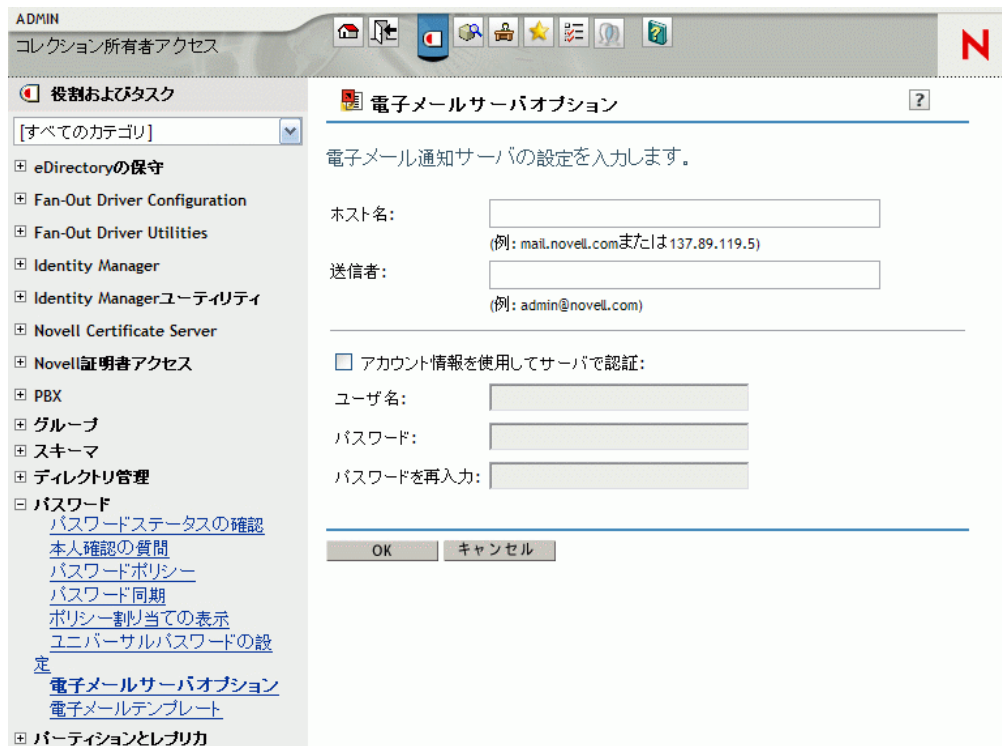 ADMIN
コレクション所有者アクセス
N
役割およびタスク
[すべてのカテゴリ]
eDirectoryの保守
Fan-Out Driver Configuration
Fan-Out Driver Utilities
Identity Manager
Identity Managerユーティリティ
Novell Certificate Server
Novell証明書アクセス
PBX
グループ
スキーマ
ディレクトリ管理
パスワード
パスワードステータスの確認
本人確認の質問
パスワードポリシー
パスワード同期
ポリシー割り当ての表示
ユニバーサルパスワードの設
定
電子メールサーバオプション
電子メールテンプレート
パーティションとレプリカ
電子メールサーバオプション
?
電子メール通知サーバの設定を入力します。
ホスト名:
(例: mail.novell.comまたは137.89.119.5)
送信者:
(例: admin@novell.com)
アカウント情報を使用してサーバで認証:
ユーザ名:
パスワード:
パスワードを再入力:
OK キャンセル